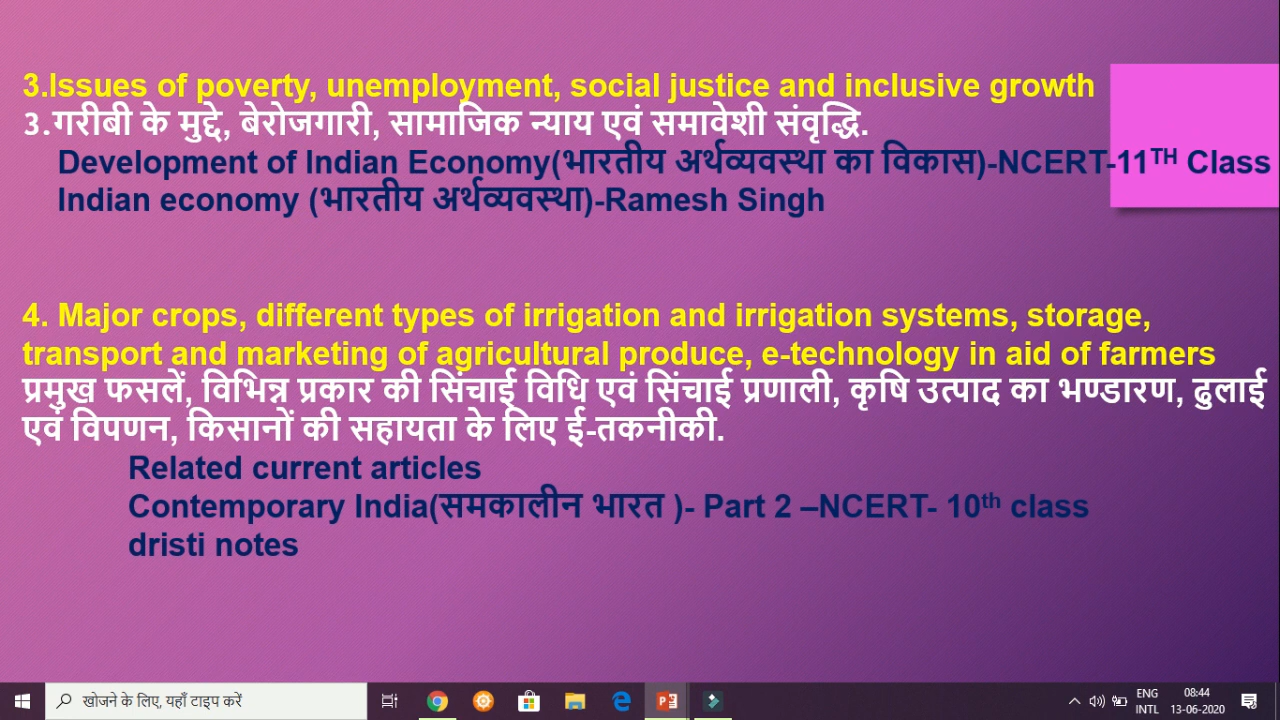 3.Issues of poverty, unemployment, social justice and inclusive growth
3.गरीबी के मुद्दे, बेरोजगारी, सामाजिक न्याय एवं समावेशी संवृद्धि.
Development of Indian Economy(भारतीय अर्थव्यवस्था का विकास)-NCERT-11TH Class
Indian economy (भारतीय अर्थव्यवस्था)-Ramesh Singh
4. Major crops, different types of irrigation and irrigation systems, storage,
transport and marketing of agricultural produce, e-technology in aid of farmers
प्रमुख फसलें, विभिन्न प्रकार की सिंचाई विधि एवं सिंचाई प्रणाली, कृषि उत्पाद का भण्डारण, ढुलाई
एवं विपणन, किसानों की सहायता के लिए ई-तकनीकी.
Related current articles
Contemporary India(समकालीन भारत )- Part 2 –NCERT- 10th class
dristi notes
खोजने के लिए, यहाँ टाइप करें
ENG 08:44
INTL 13-06-2020